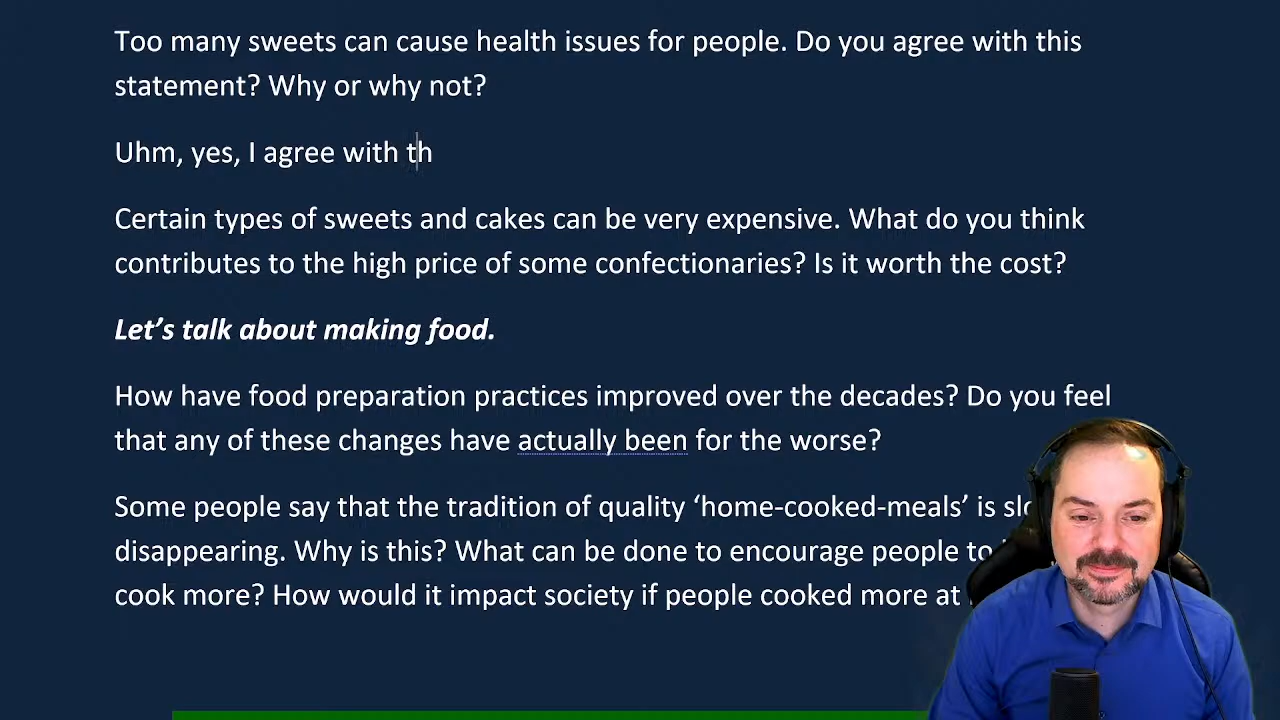 Too many sweets can cause health issues for people. Do you agree with this
statement? Why or why not?
Uhm, yes, I agree with th
Certain types of sweets and cakes can be very expensive. What do you think
contributes to the high price of some confectionaries? Is it worth the cost?
Let’s talk about making food.
How have food preparation practices improved over the decades? Do you feel
that any of these changes have actually been for the worse?
Some people say that the tradition of quality ‘home-cooked-meals’ is
disappearing. Why is this? What can be done to encourage people to
cook more? How would it impact society if people cooked more at